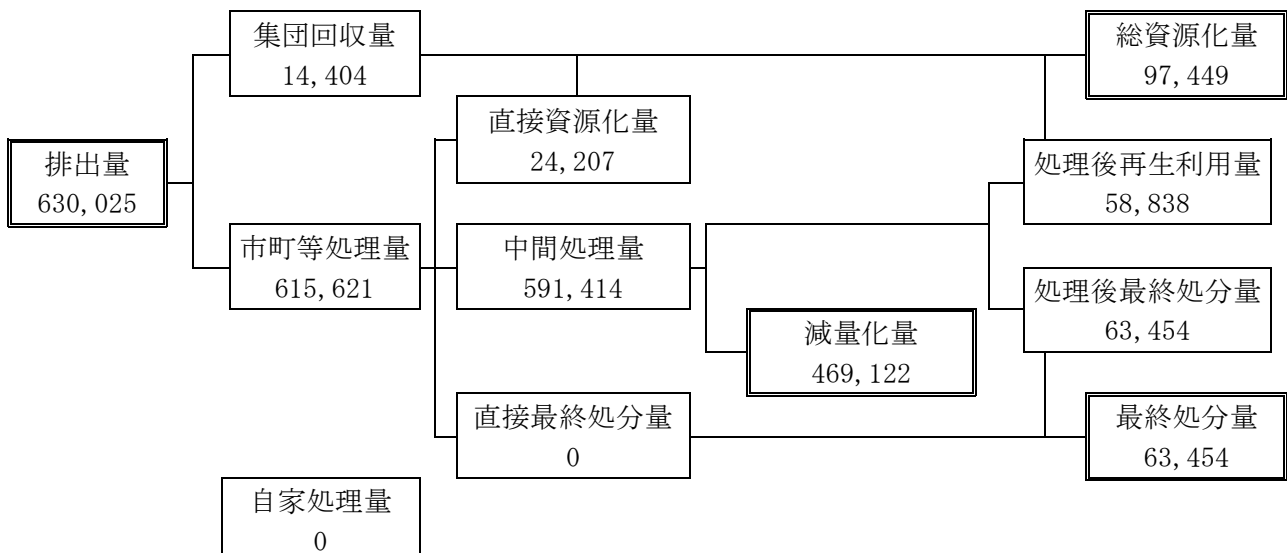 集団回収量
14,404
総資源化量
97,449
直接資源化量
24,207
排出量
630,025
処理後再生利用量
58,838
市町等処理量
615,621
中間処理量
591,414
処理後最終処分量
63,454
減量化量
469,122
直接最終処分量
0
最終処分量
63,454
自家処理量
0